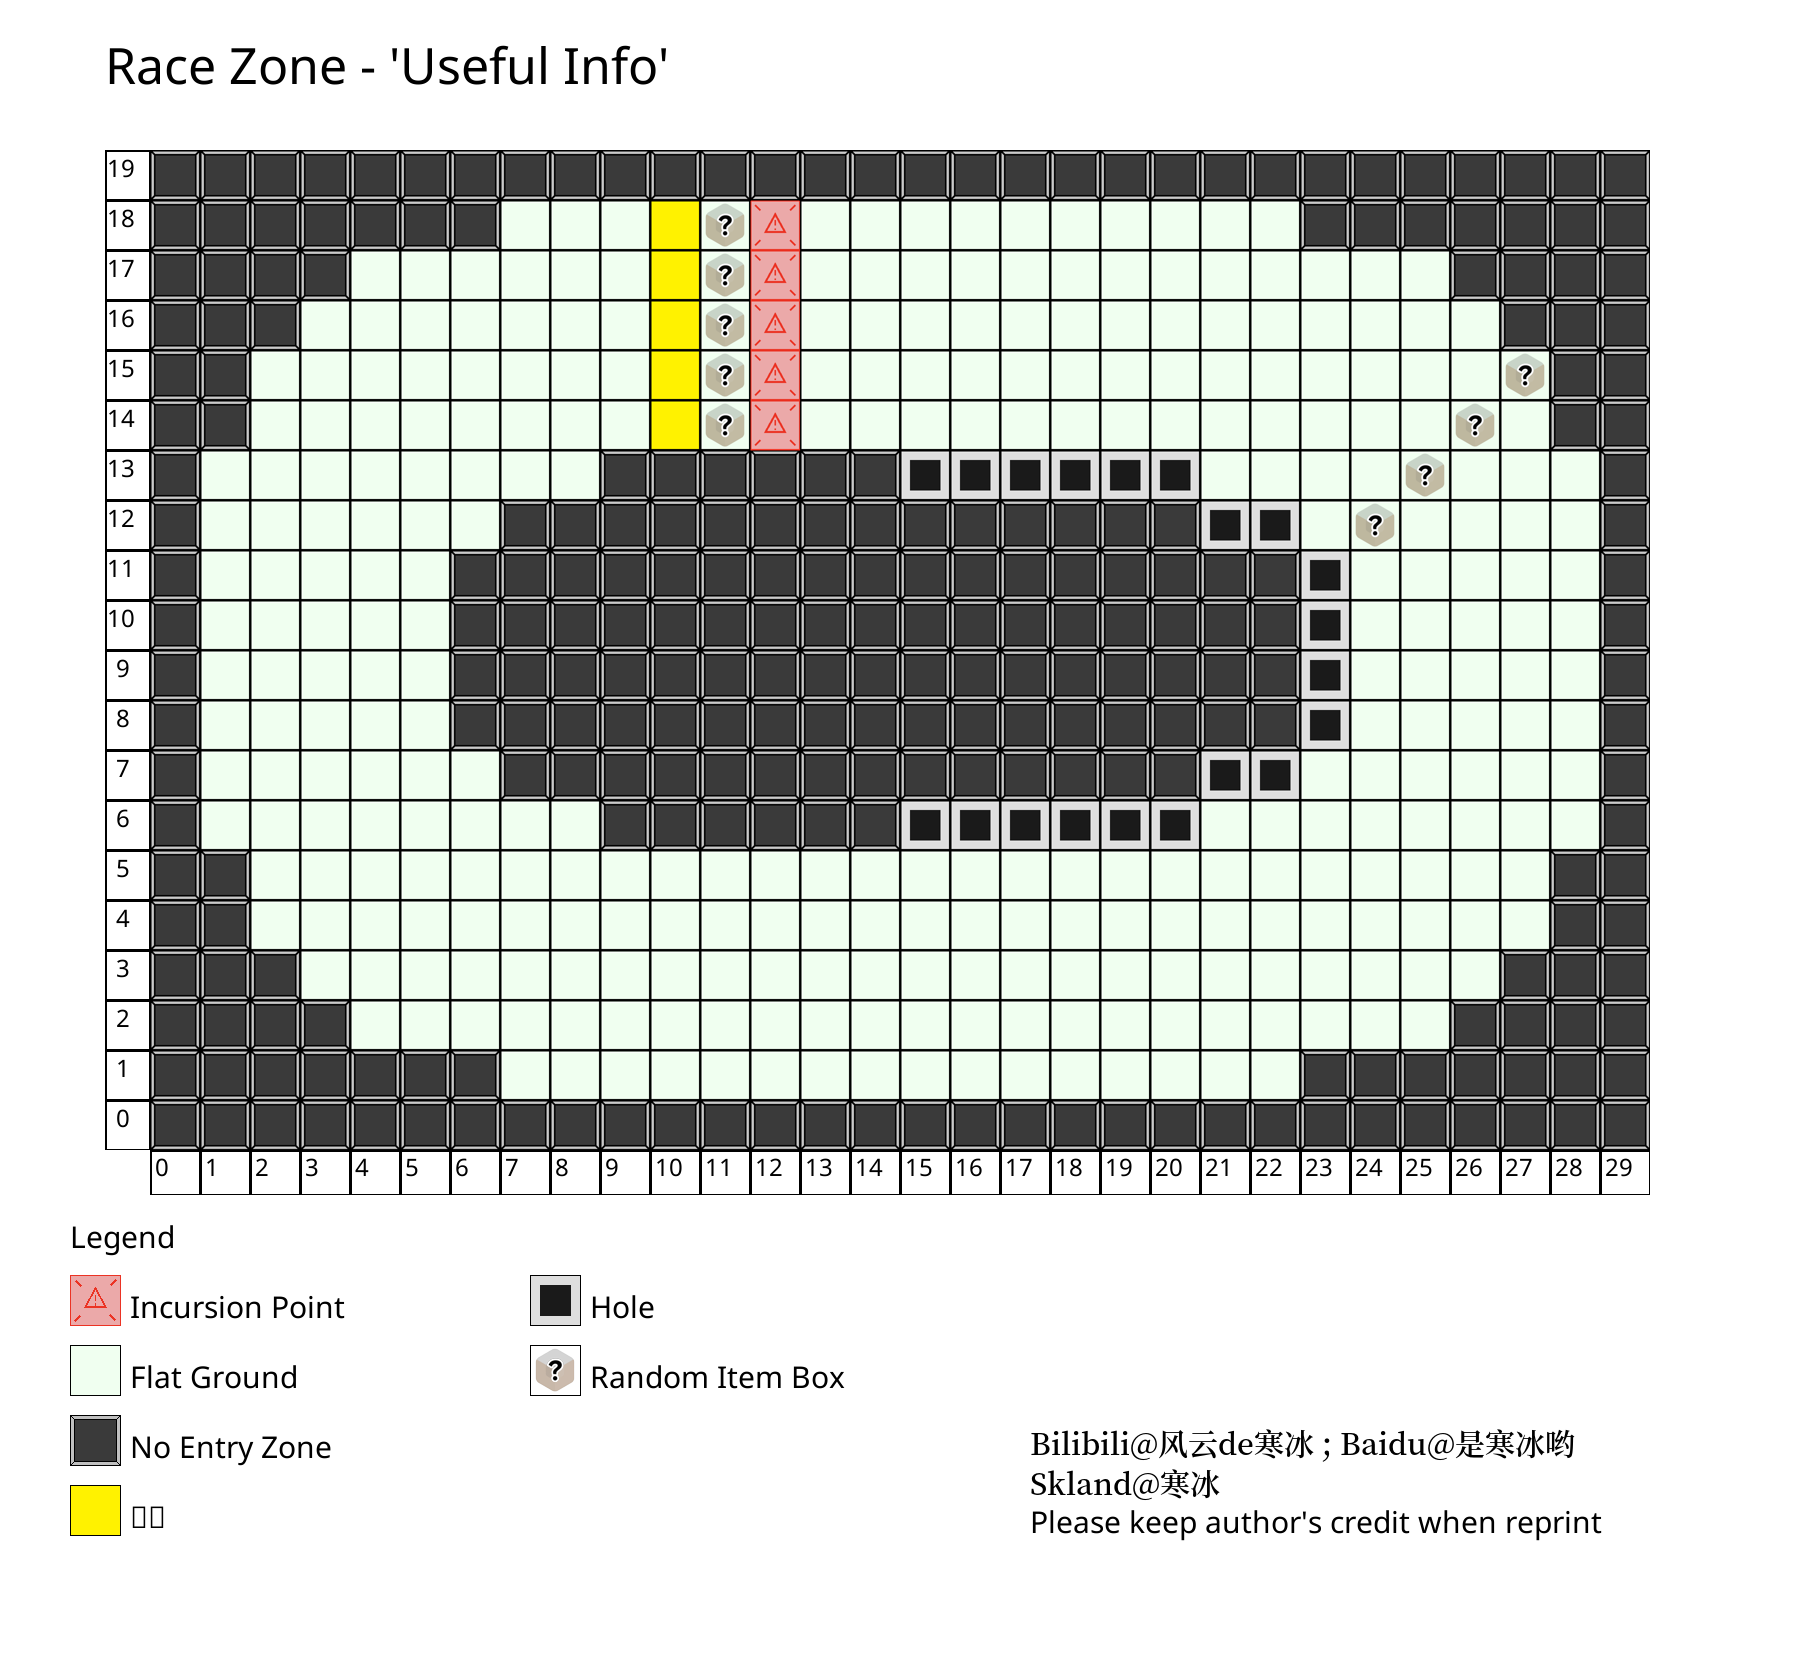 Race Zone - 'Useful Info'
19
18
17
16
15
14
13
12
11
10
9
8
7
6
5
4
3
2
1
0
0 1 2 3 4 5 6 7 8 9 10 11 12 13 14 15 16 17 18 19 20 21 22 23 24 25 26 27 28 29
Legend
Incursion Point
Hole
Flat Ground
Random Item Box
No Entry Zone
Bilibili@风云de寒冰 ; Baidu@是寒冰哟
Skland@寒冰
Please keep author's credit when reprint